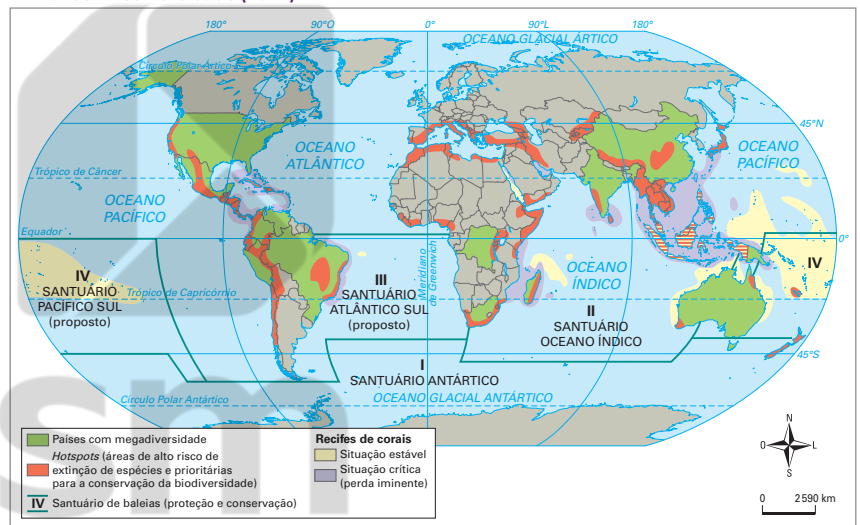 180°
90°O
0°
90°L
180°
OCEANO GLACIAL ÁRTICO
Círculo Polar Ártico
45°N
OCEANO
ATLÂNTICO
OCEANO
PACÍFICO
Trópico de Câncer
OCEANO
PACÍFICO
Equador
0°
Meridiano
de Greenwich
OCEANO
ÍNDICO
IV
SANTUÁRIO
PACÍFICO SUL
(proposto)
Trópico de Capricórnio
III
SANTUÁRIO
ATLÂNTICO SUL
(proposto)
II
SANTUÁRIO
OCEANO ÍNDICO
IV
45°S
I
SANTUÁRIO ANTÁRTICO
Círculo Polar Antártico
OCEANO GLACIAL ANTÁRTICO
Países com megadiversidade
Hotspots (áreas de alto risco de
extinção de espécies e prioritárias
para a conservação da biodiversidade)
IV Santuário de baleias (proteção e conservação)
Recifes de corais
Situação estável
Situação crítica
(perda iminente)
N
O
L
S
0
2 590 km
sm